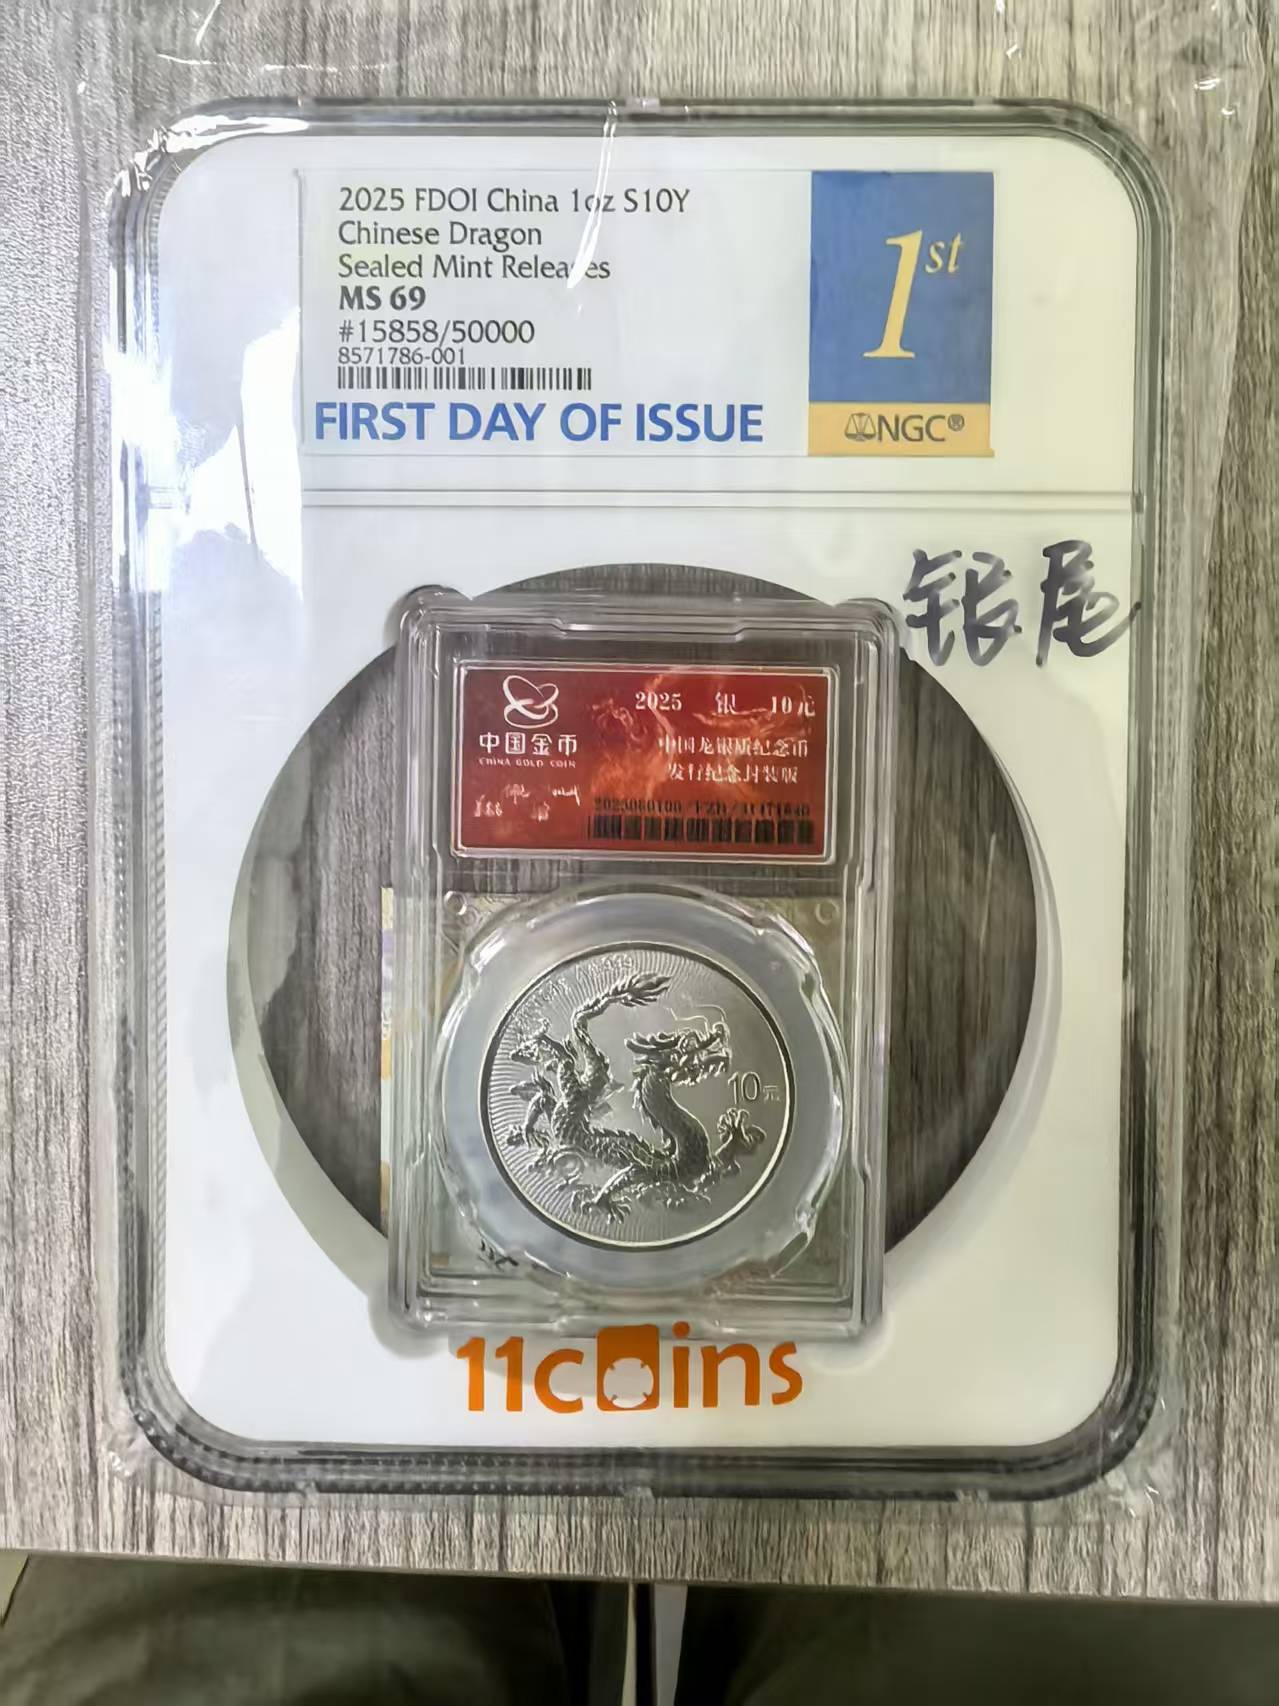 2025 FDOI China 1oz S10Y
Chinese Dragon
Sealed Mint Releases
MS 69
#15858/50000
8571786-001
FIRST DAY OF ISSUE
1st
NGC®
银尾
2025 银 10元
中国金币
CHINA GOLD COIN
中国龙银质纪念币
发行纪念封装版
10元
11coins